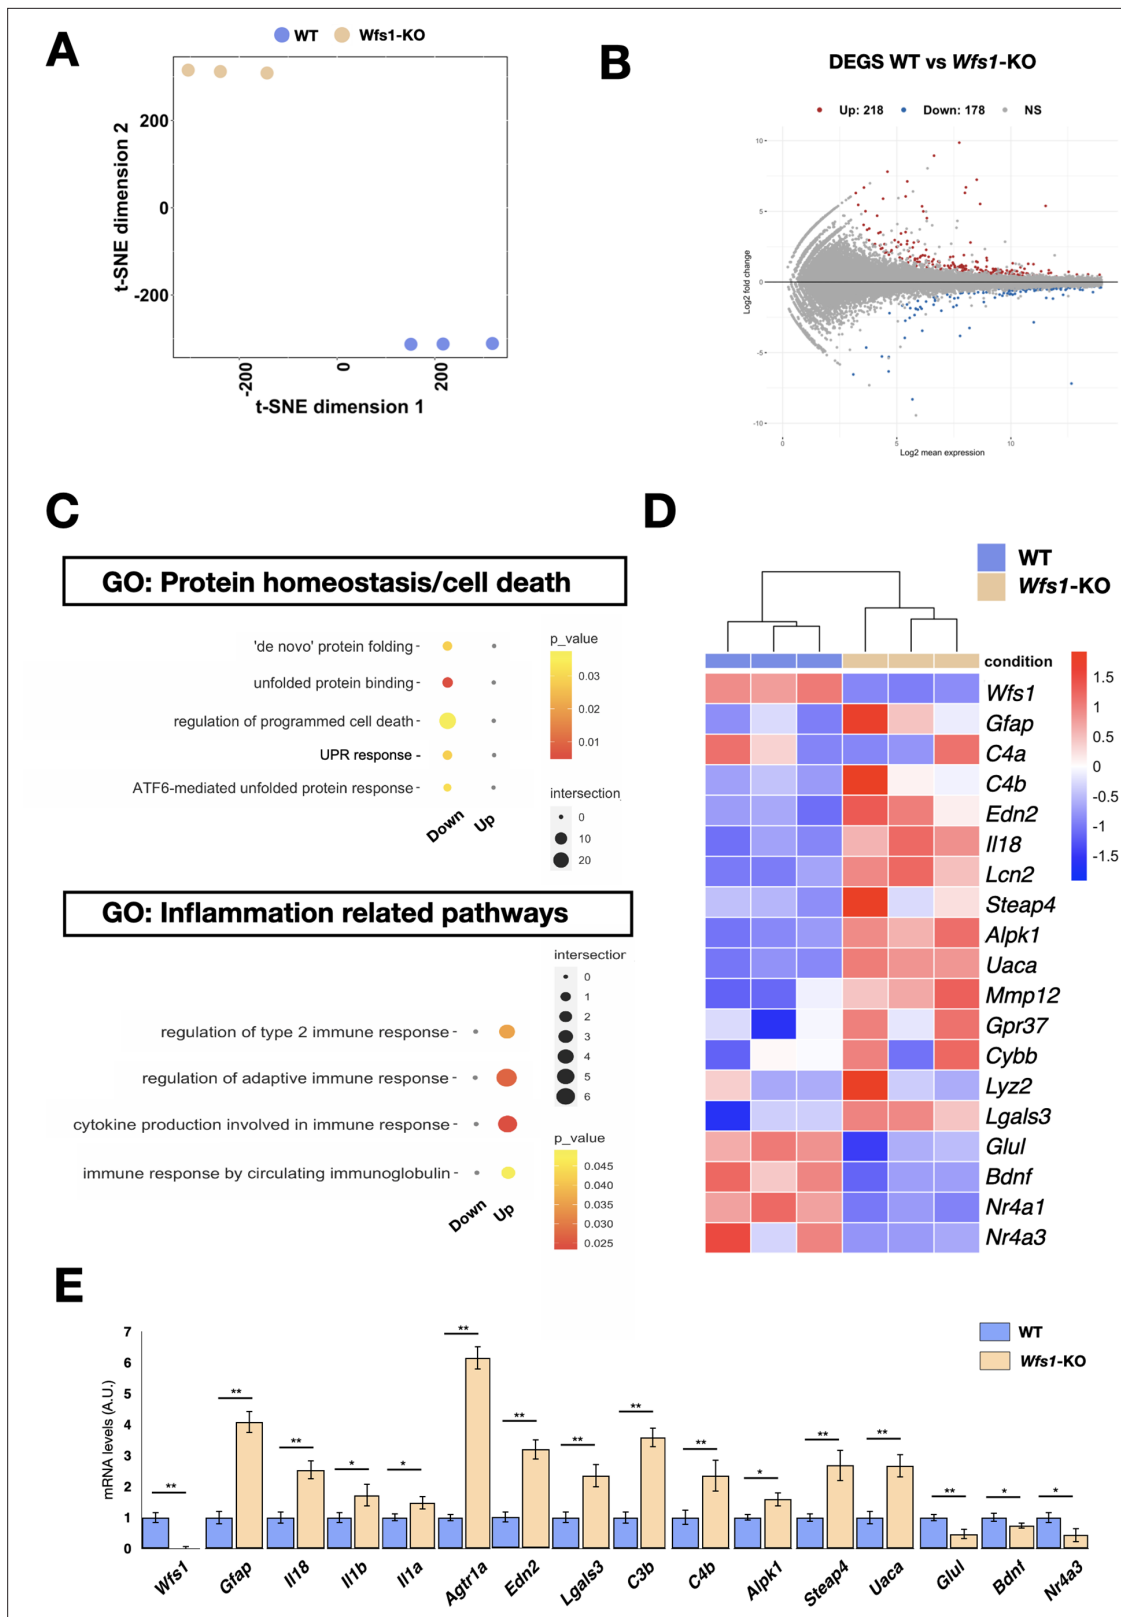 A
WT Wfs1-KO
t-SNE dimension 2
200
0
-200
-200 0 200
t-SNE dimension 1
B
DEGS WT vs Wfs1-KO
Up: 218 Down: 178 NS
Log2 fold change
10
5
0
-5
-10
0 5 10
Log2 mean expression
C
GO: Protein homeostasis/cell death
'de novo' protein folding
unfolded protein binding
regulation of programmed cell death
UPR response
ATF6-mediated unfolded protein response
Down Up
p_value
0.03
0.02
0.01
intersection_
0
10
20
GO: Inflammation related pathways
regulation of type 2 immune response
regulation of adaptive immune response
cytokine production involved in immune response
immune response by circulating immunoglobulin
Down Up
intersection
0
1
2
3
4
5
6
p_value
0.045
0.040
0.035
0.030
0.025
D
WT
Wfs1-KO
condition
Wfs1
Gfap
C4a
C4b
Edn2
Il18
Lcn2
Steap4
Alpk1
Uaca
Mmp12
Gpr37
Cybb
Lyz2
Lgals3
Glul
Bdnf
Nr4a1
Nr4a3
1.5
1
0.5
0
-0.5
-1
-1.5
E
WT
Wfs1-KO
mRNA levels (A.U.)
7
6
5
4
3
2
1
0
** ** ** * * ** ** ** ** ** * ** ** ** * *
Wfs1 Gfap Il18 Il1b Il1a Agtr1a Edn2 Lgals3 C3b C4b Alpk1 Steap4 Uaca Glul Bdnf Nr4a3